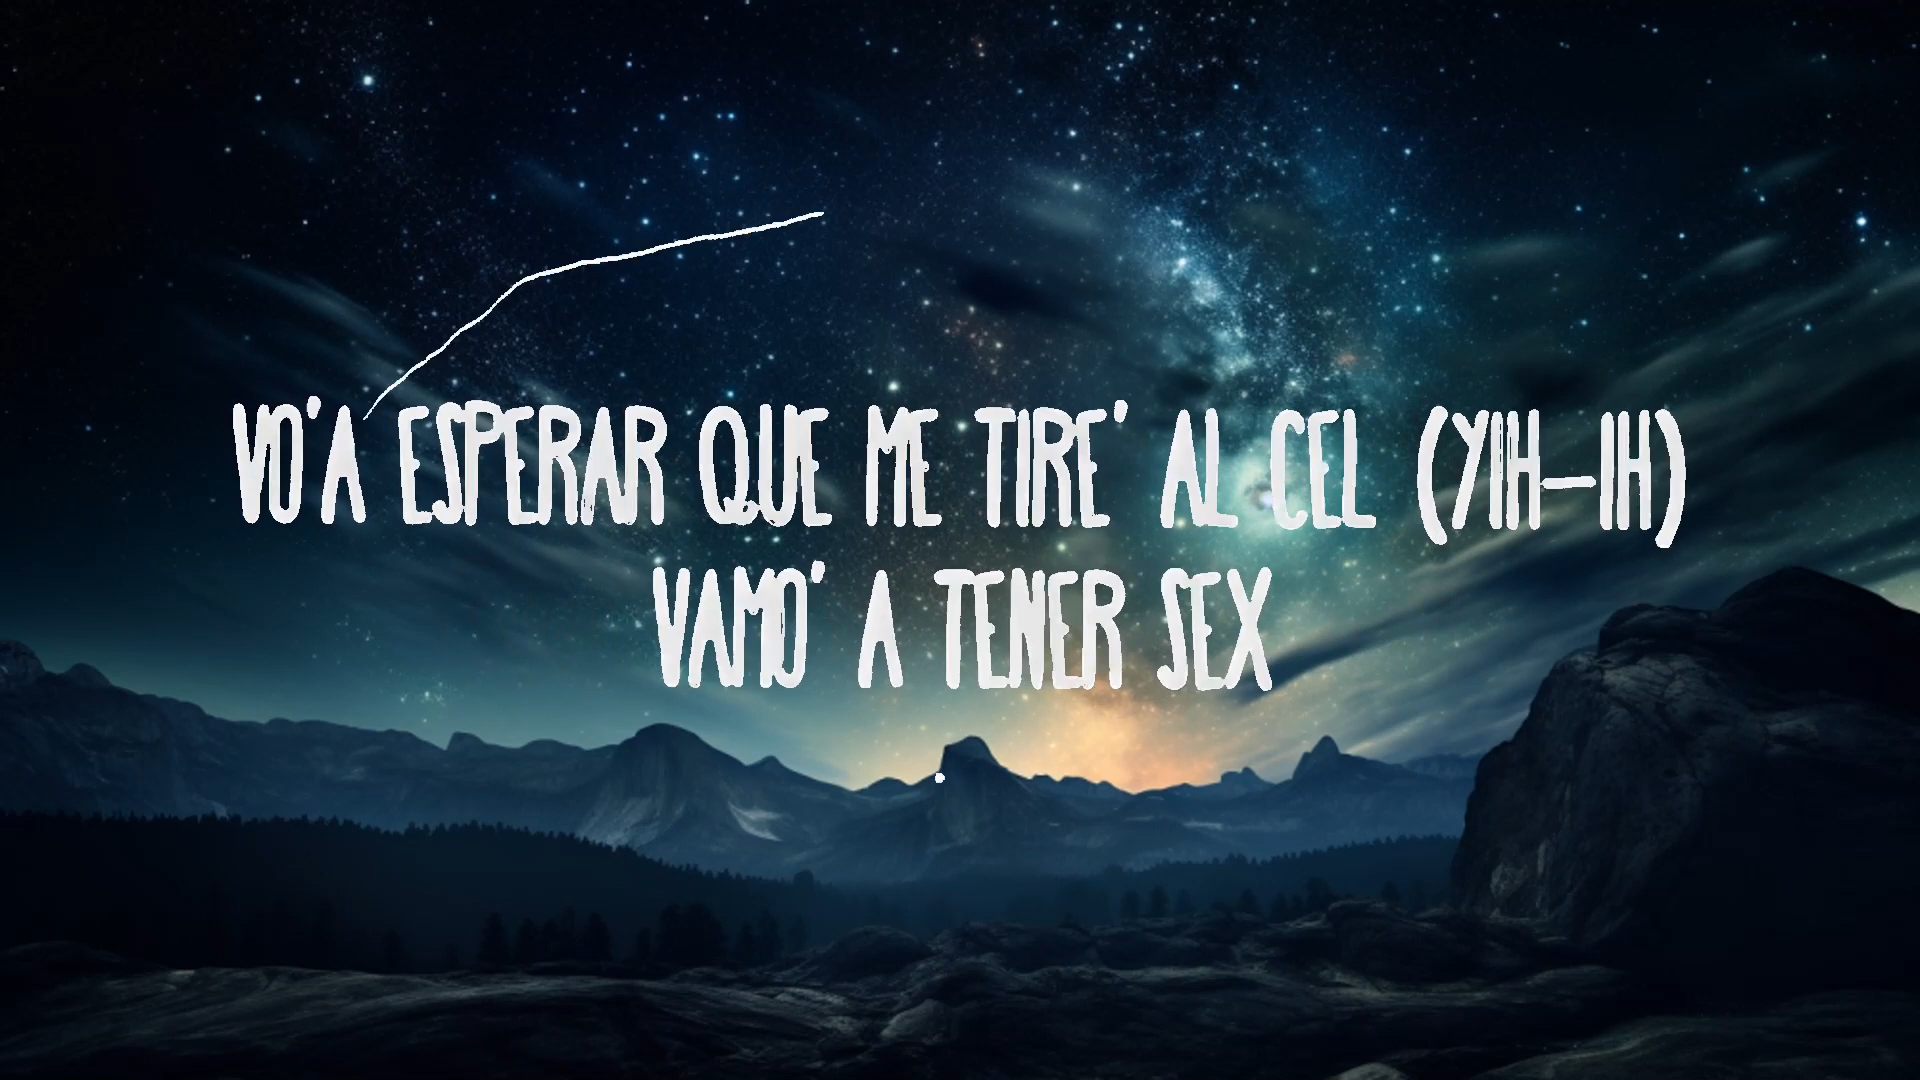 VO'A ESPERAR QUE ME TIRE' AL CEL (YIH-IH)
VAMO' A TENER SEX